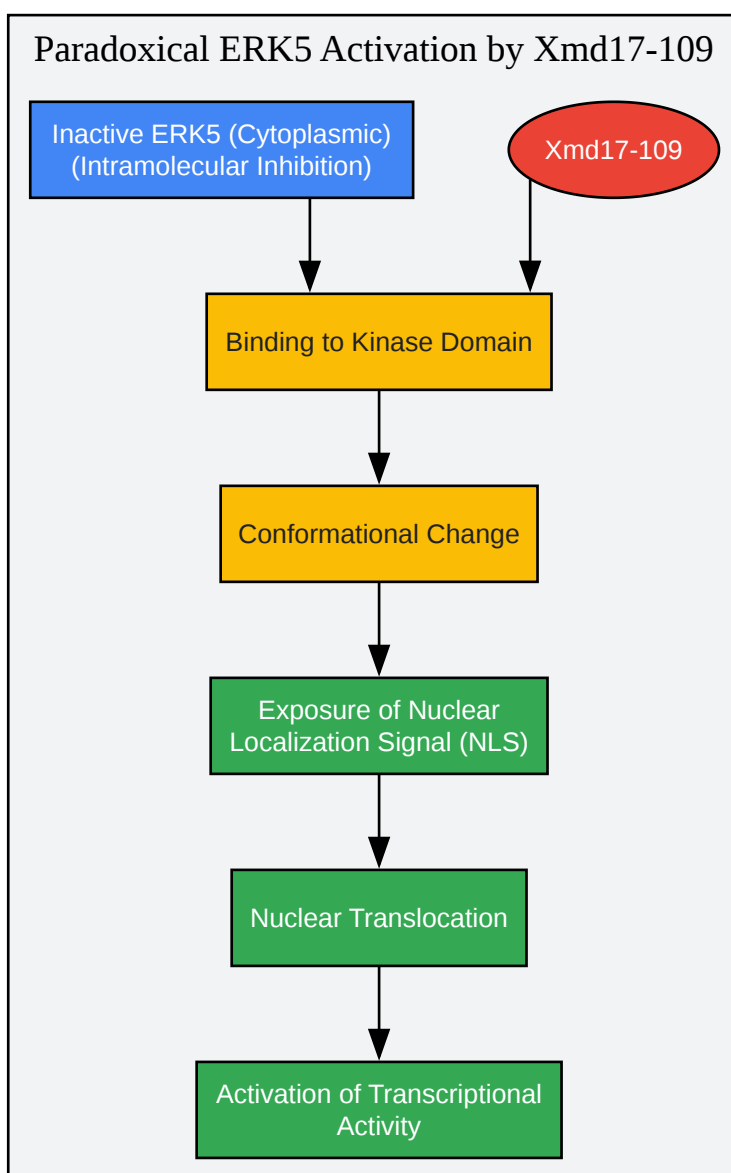 Paradoxical ERK5 Activation by Xmd17-109
Inactive ERK5 (Cytoplasmic)
(Intramolecular Inhibition)
Xmd17-109
Binding to Kinase Domain
Conformational Change
Exposure of Nuclear
Localization Signal (NLS)
Nuclear Translocation
Activation of Transcriptional
Activity